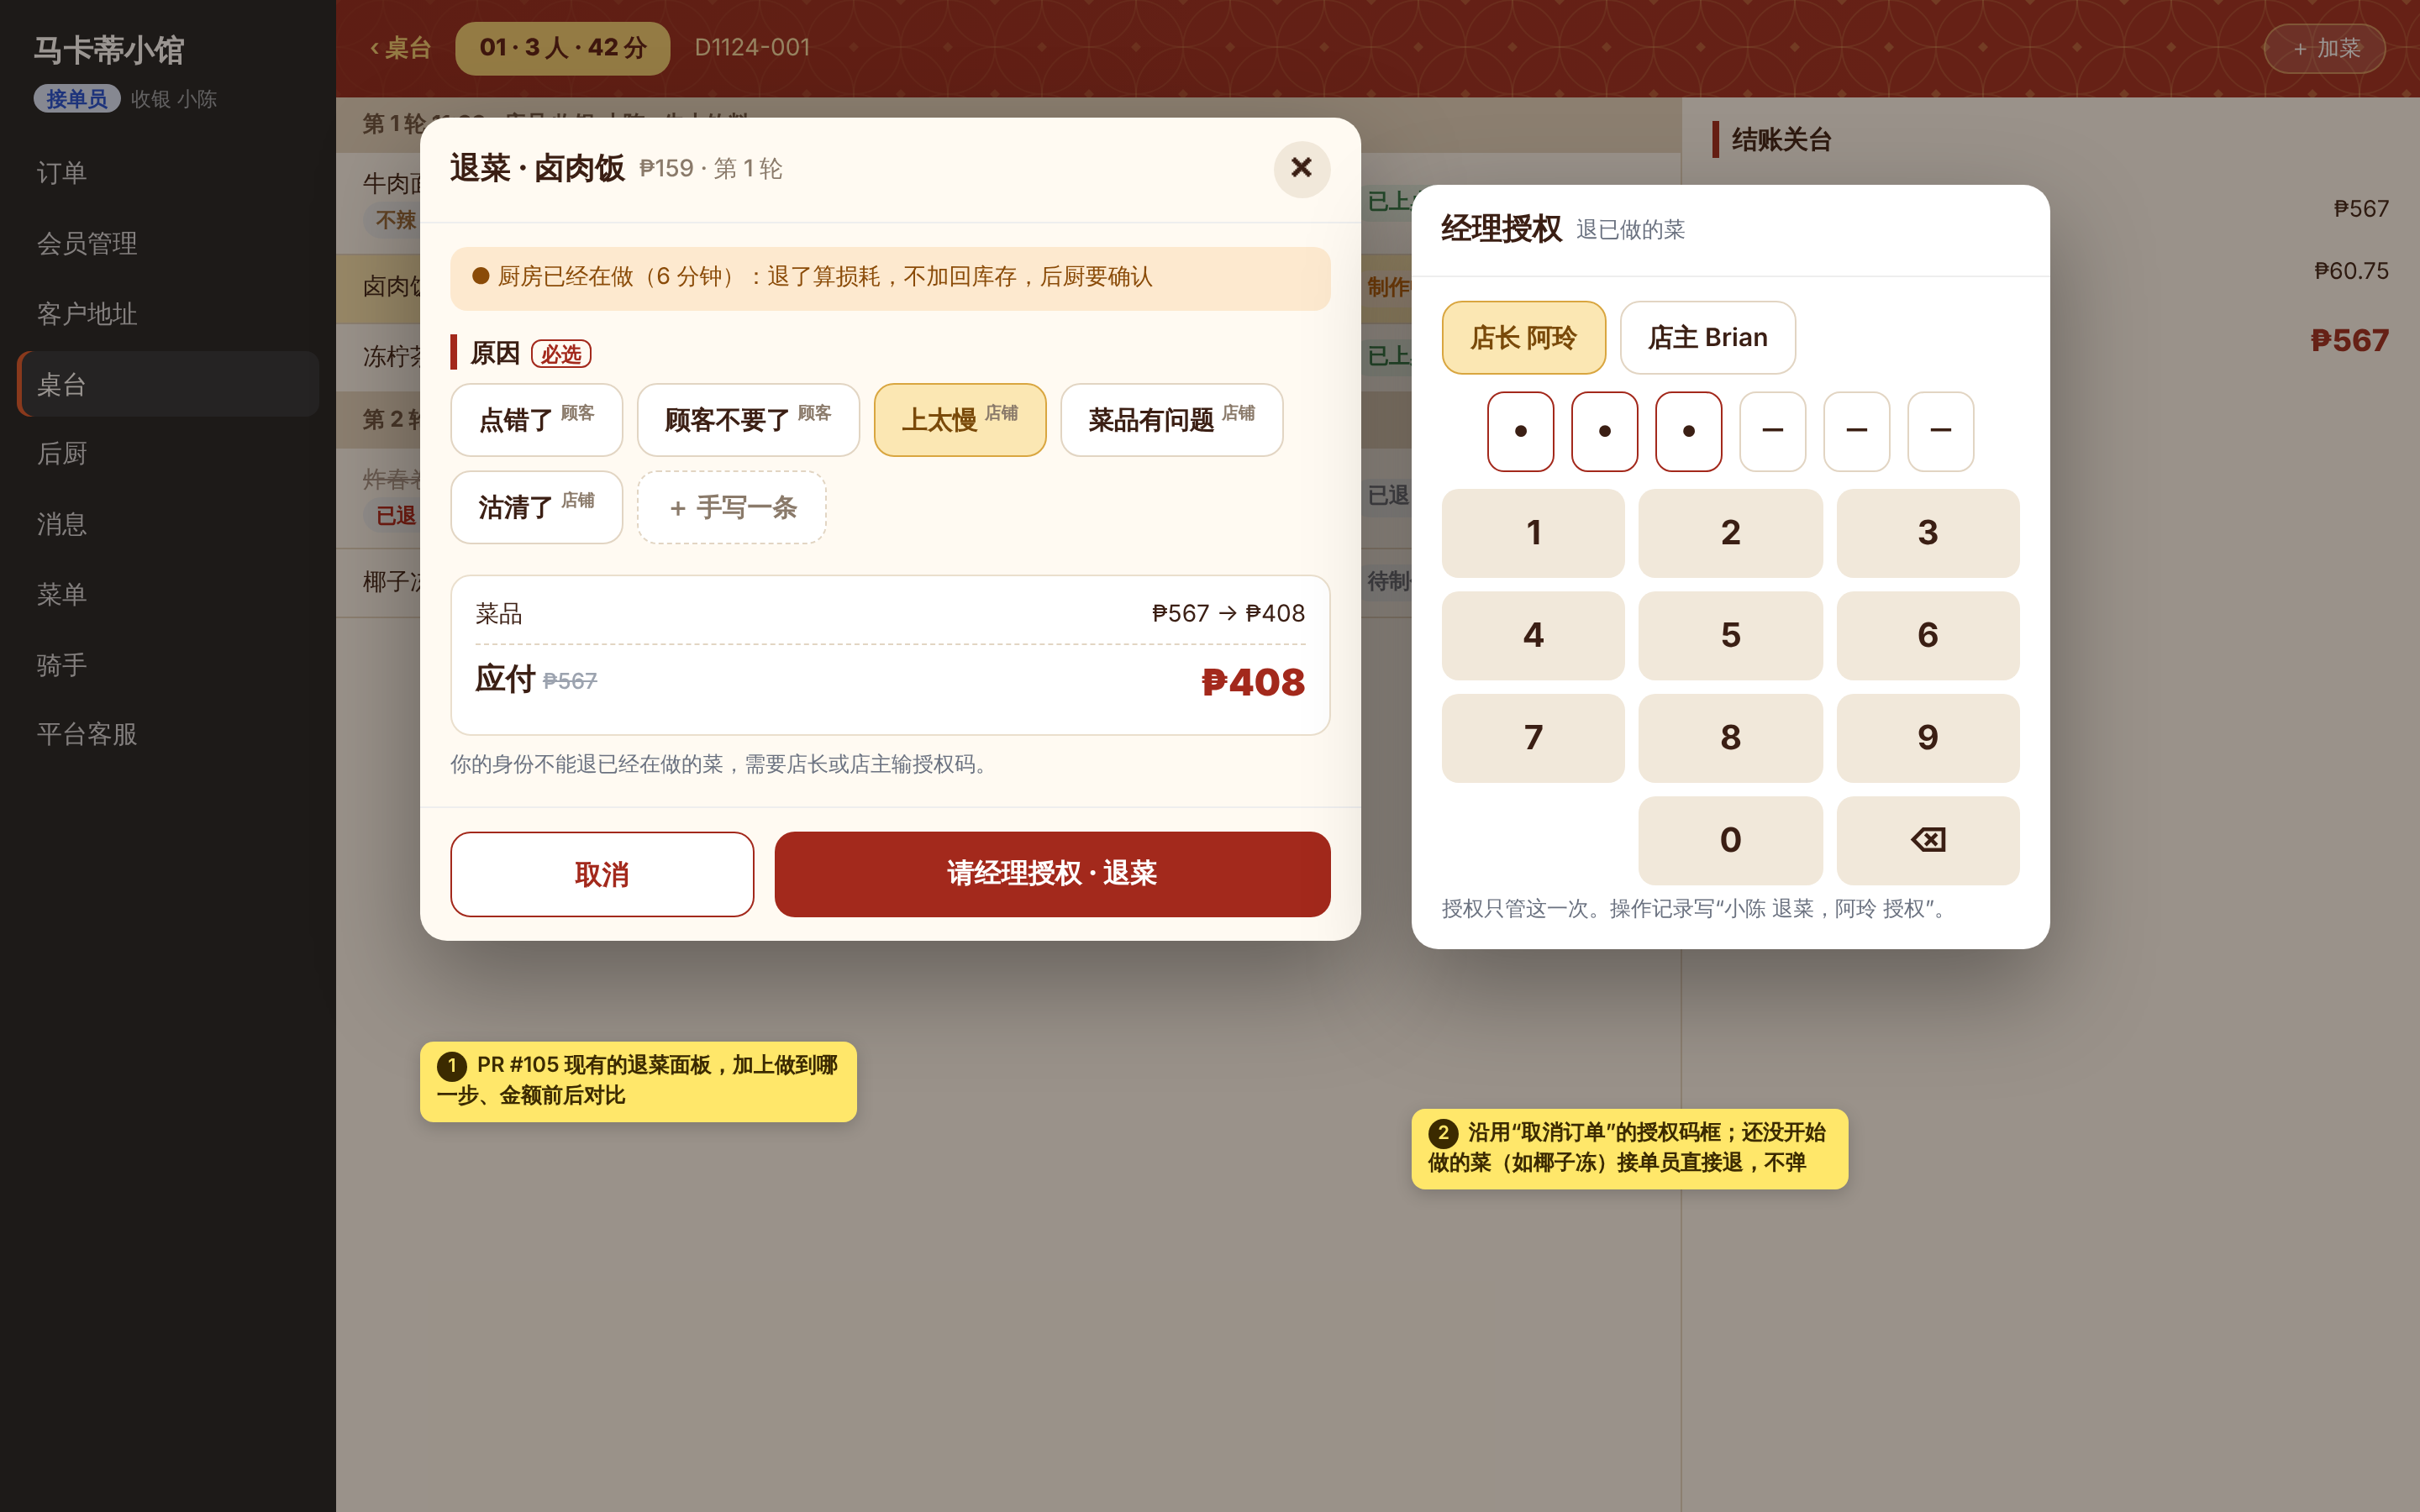 马卡蒂小馆
接单员 收银 小陈
订单
会员管理
客户地址
桌台
后厨
消息
菜单
骑手
平台客服
‹ 桌台 01 · 3 人 · 42 分 D1124-001 + 加菜
第 1 轮
牛肉面
不辣
卤肉饭
冻柠茶
第 2 轮
炸春卷
已退
椰子冻
已上
制作
已上
已退
待制
结账关台
₱567
₱60.75
₱567
退菜 · 卤肉饭 ₱159 · 第 1 轮
厨房已经在做（6 分钟）：退了算损耗，不加回库存，后厨要确认
原因 必选
点错了 顾客 顾客不要了 顾客 上太慢 店铺 菜品有问题 店铺
沽清了 店铺 + 手写一条
菜品 ₱567 → ₱408
应付 ₱567 ₱408
你的身份不能退已经在做的菜，需要店长或店主输授权码。
取消 请经理授权 · 退菜
经理授权 退已做的菜
店长 阿玲 店主 Brian
• • • – – –
1 2 3
4 5 6
7 8 9
0
授权只管这一次。操作记录写“小陈 退菜，阿玲 授权”。
1 PR #105 现有的退菜面板，加上做到哪
一步、金额前后对比
2 沿用“取消订单”的授权码框；还没开始
做的菜（如椰子冻）接单员直接退，不弹